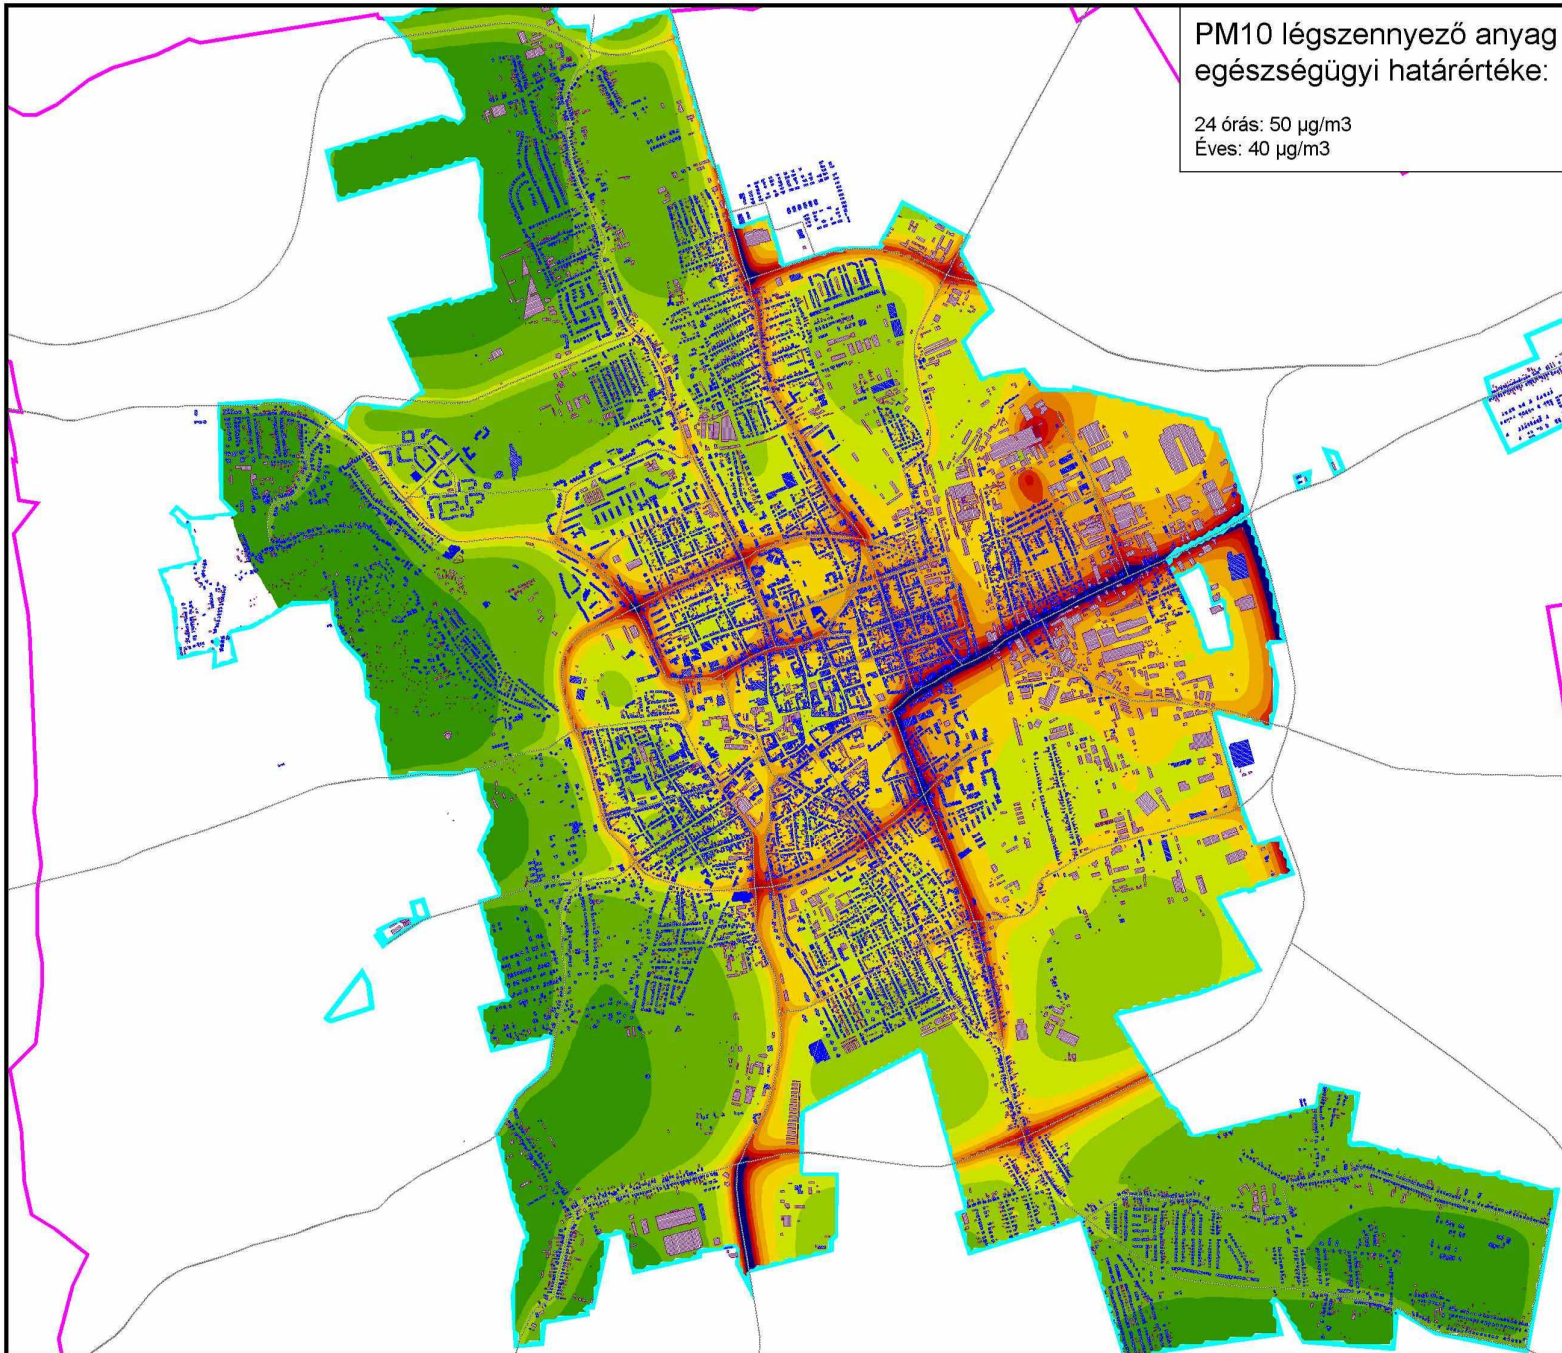 PM10 légszennyező anyag
egészségügyi határértéke:
24 órás: 50 µg/m3
Éves: 40 µg/m3